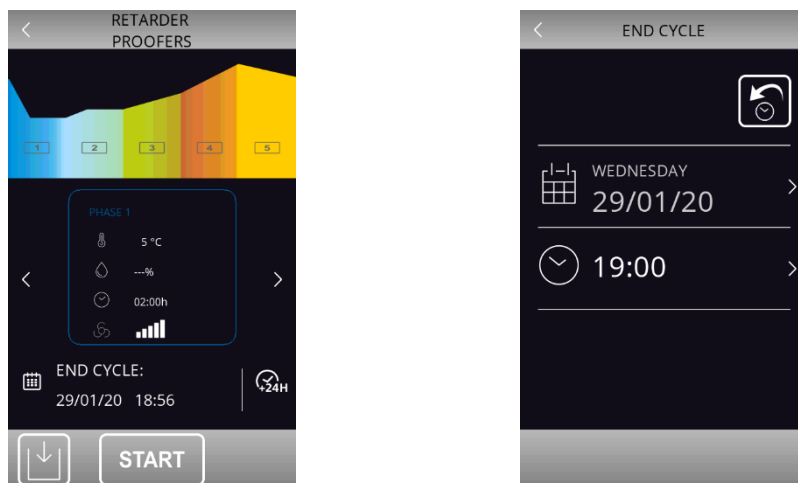 RETARDER
PROOFERS
1 2 3 4 5
PHASE 1
5 °C
---%
02:00h
END CYCLE:
29/01/20 18:56
+24H
START
END CYCLE
WEDNESDAY
29/01/20
19:00